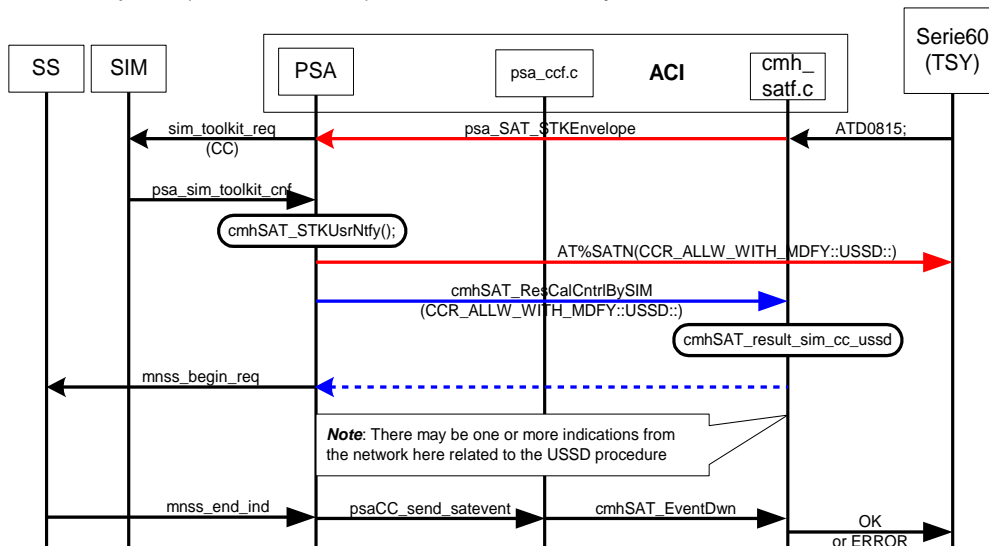 Serie60
(TSY)
SS
SIM
PSA
psa_ccf.c
ACI
cmh_
satf.c
sim_toolkit_req
(CC)
psa_SAT_STKEnvelope
ATD0815;
psa_sim_toolkit_cnf
cmhSAT_STKUsrNtfy();
AT%SATN(CCR_ALLW_WITH_MDFY::USSD::)
cmhSAT_ResCalCntrlBySIM
(CCR_ALLW_WITH_MDFY::USSD::)
cmhSAT_result_sim_cc_ussd
mnss_begin_req
Note: There may be one or more indications from
the network here related to the USSD procedure
mnss_end_ind
psaCC_send_satevent
cmhSAT_EventDwn
OK
or ERROR